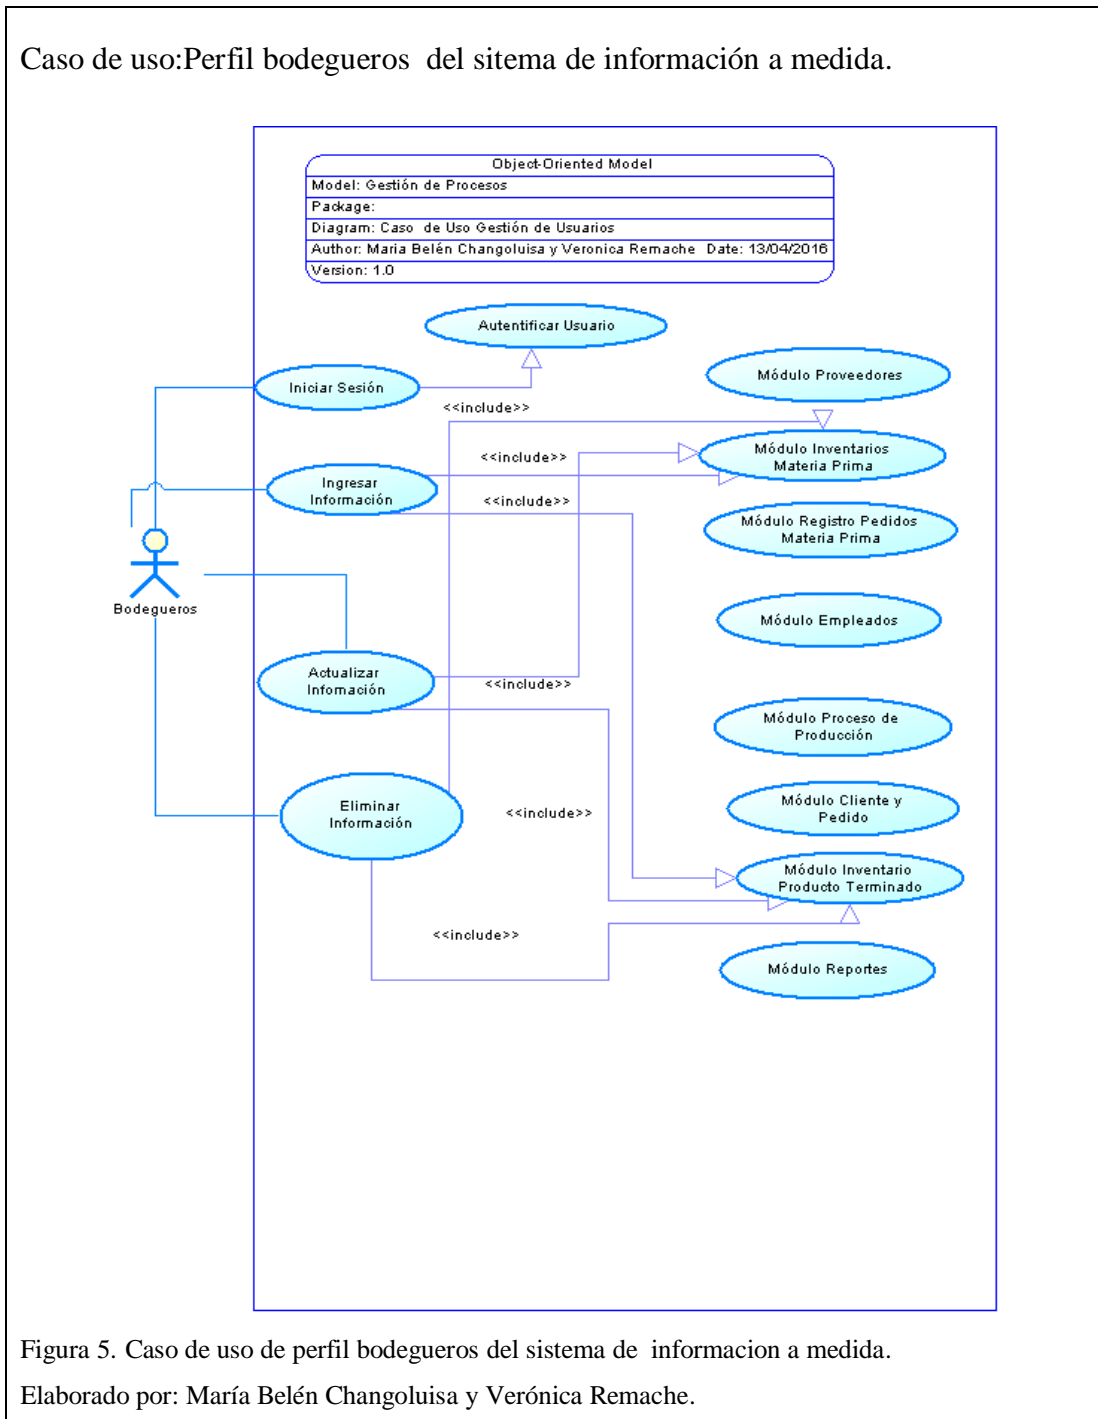 Caso de uso:Perfil bodegueros del sitema de información a medida.
Object-Oriented Model
Model: Gestión de Procesos
Package:
Diagram: Caso de Uso Gestión de Usuarios
Author: Maria Belén Changoluisa y Veronica Remache Date: 13/04/2016
Version: 1.0
Autentificar Usuario
Iniciar Sesión
Módulo Proveedores
<<include>>
Módulo Inventarios
Materia Prima
<<include>>
Ingresar
Información
<<include>>
Módulo Registro Pedidos
Materia Prima
Bodegueros
Módulo Empleados
Actualizar
Infomación
<<include>>
Módulo Proceso de
Producción
Eliminar
Información
<<include>>
Módulo Cliente y
Pedido
Módulo Inventario
Producto Terminado
<<include>>
Módulo Reportes
Figura 5. Caso de uso de perfil bodegueros del sistema de informacion a medida.
Elaborado por: María Belén Changoluisa y Verónica Remache.